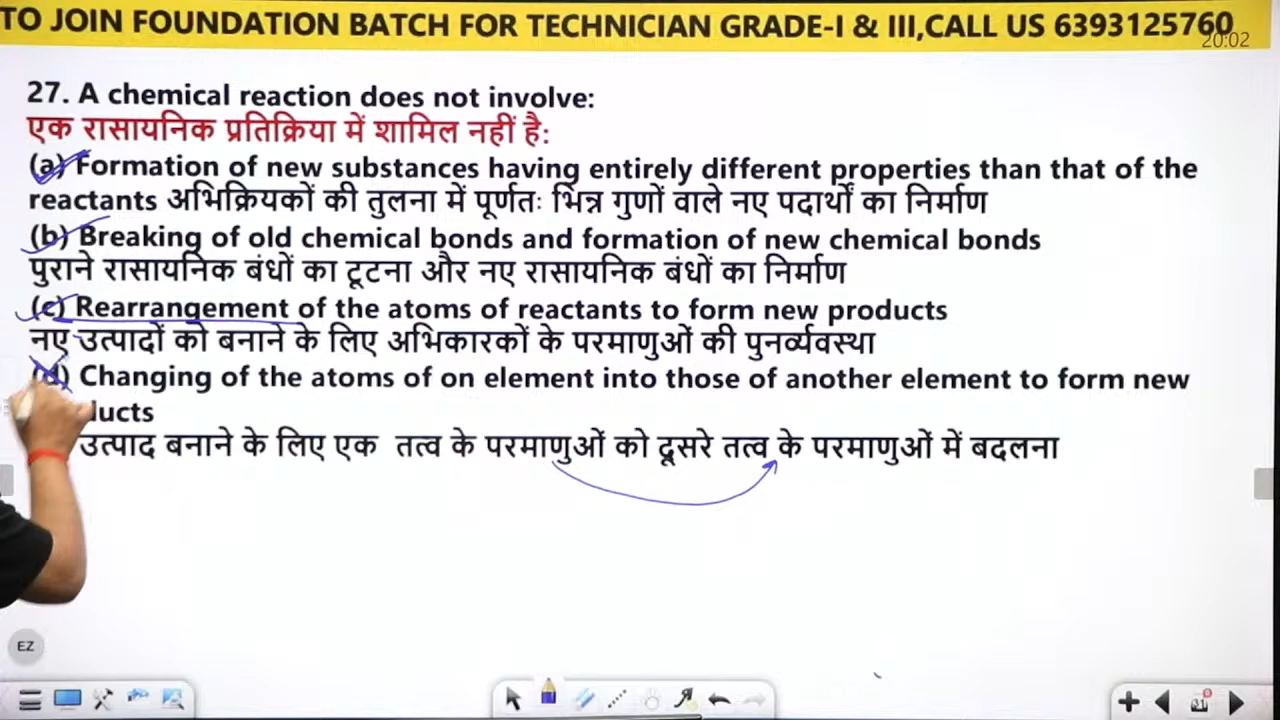 TO JOIN FOUNDATION BATCH FOR TECHNICIAN GRADE-I & III,CALL US 6393125760
20:02
27. A chemical reaction does not involve:
एक रासायनिक प्रतिक्रिया में शामिल नहीं है:
(a) Formation of new substances having entirely different properties than that of the
reactants अभिक्रियकों की तुलना में पूर्णतः भिन्न गुणों वाले नए पदार्थों का निर्माण
(b) Breaking of old chemical bonds and formation of new chemical bonds
पुराने रासायनिक बंधों का टूटना और नए रासायनिक बंधों का निर्माण
(c) Rearrangement of the atoms of reactants to form new products
नए उत्पादों को बनाने के लिए अभिकारकों के परमाणुओं की पुनर्व्यवस्था
(d) Changing of the atoms of on element into those of another element to form new
ducts
उत्पाद बनाने के लिए एक तत्व के परमाणुओं को दूसरे तत्व के परमाणुओं में बदलना
EZ
31